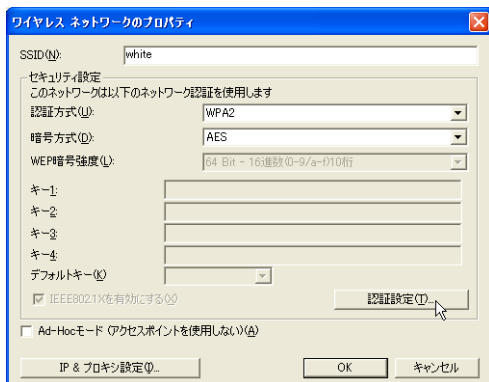 ワイヤレス ネットワークのプロパティ
SSID(N): white
セキュリティ設定
このネットワークは以下のネットワーク認証を使用します
認証方式(U): WPA2
暗号方式(D): AES
WEP暗号強度(L): 64 Bit - 16進数(0-9/a-f)10桁
キー1:
キー2:
キー3:
キー4:
デフォルトキー(K)
IEEE802.1Xを有効にする(X) 認証設定(T)...
Ad-Hocモード (アクセスポイントを使用しない)(A)
IP & プロキシ設定(I)... OK キャンセル